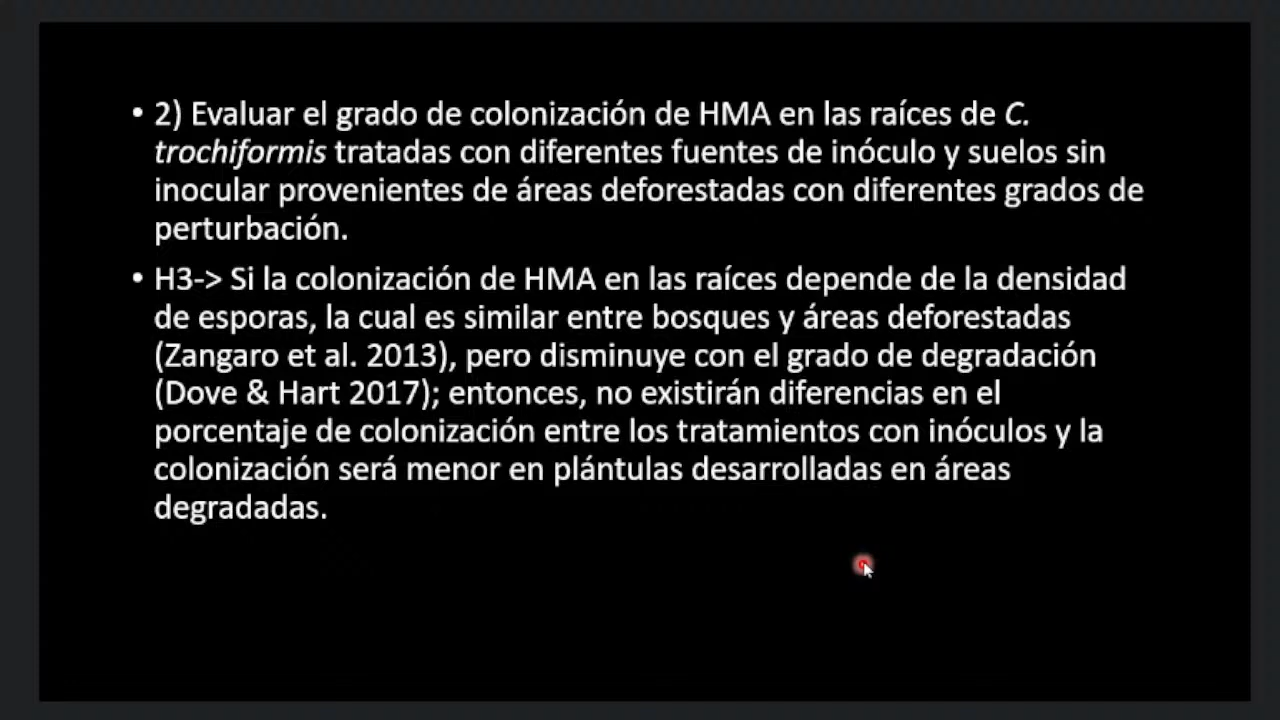 • 2) Evaluar el grado de colonización de HMA en las raíces de C.
trochiformis tratadas con diferentes fuentes de inóculo y suelos sin
inocular provenientes de áreas deforestadas con diferentes grados de
perturbación.
• H3-> Si la colonización de HMA en las raíces depende de la densidad
de esporas, la cual es similar entre bosques y áreas deforestadas
(Zangaro et al. 2013), pero disminuye con el grado de degradación
(Dove & Hart 2017); entonces, no existirán diferencias en el
porcentaje de colonización entre los tratamientos con inóculos y la
colonización será menor en plántulas desarrolladas en áreas
degradadas.